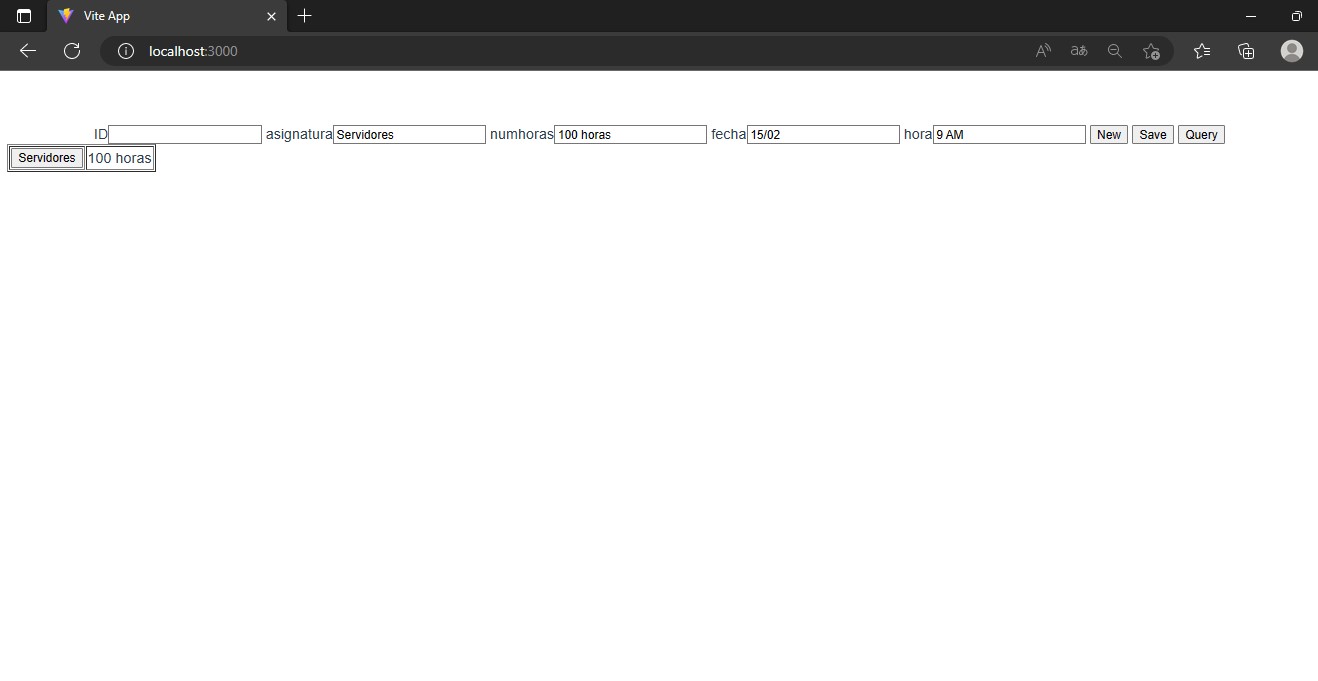 Vite App
localhost:3000
ID asignatura Servidores numhoras 100 horas fecha 15/02 hora 9 AM New Save Query
Servidores 100 horas